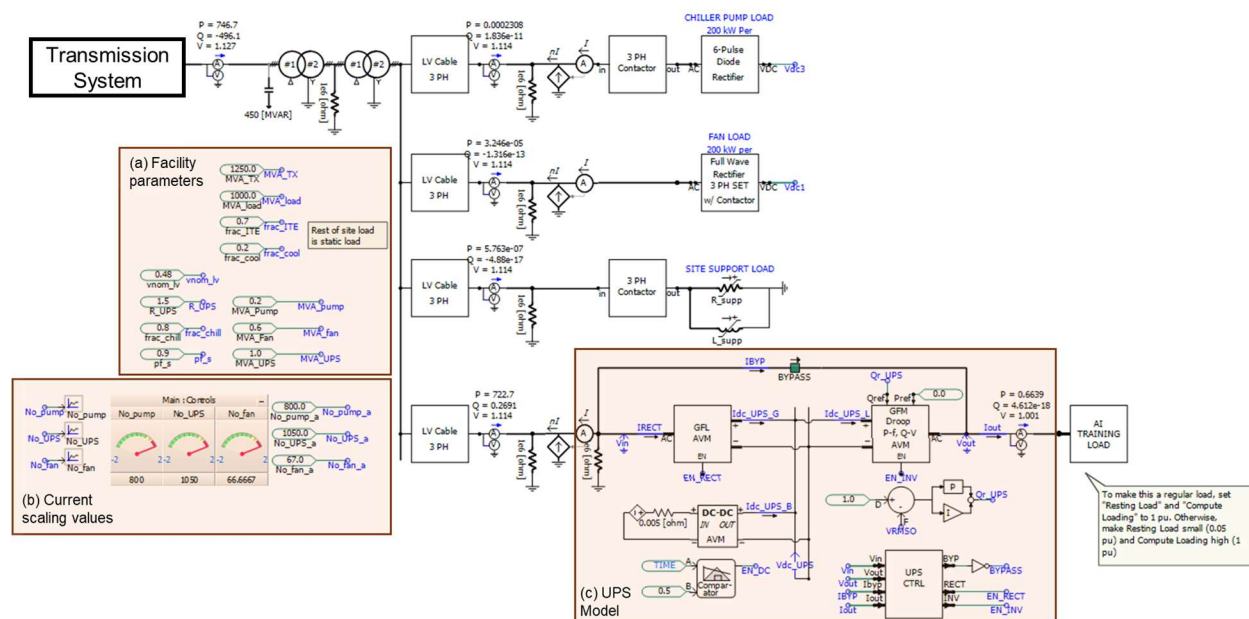 Transmission
System
P = 746.7
Q = -496.1
V = 1.127
A
V
#1
#2
#1
#2
450 [MVAR]
1e6 [ohm]
LV Cable
3 PH
P = 0.0002308
Q = 1.836e-11
V = 1.114
A
V
1e6 [ohm]
nI
I
A
in
3 PH
Contactor
out
CHILLER PUMP LOAD
200 kW Per
AC
6-Pulse
Diode
Rectifier
VDC
Vdc3
LV Cable
3 PH
P = 3.246e-05
Q = -1.316e-13
V = 1.114
A
V
1e6 [ohm]
nI
I
A
FAN LOAD
200 kW per
AC
Full Wave
Rectifier
3 PH SET
w/ Contactor
VDC
Vdc1
LV Cable
3 PH
P = 5.763e-07
Q = -4.88e-17
V = 1.114
A
V
1e6 [ohm]
in
3 PH
Contactor
out
SITE SUPPORT LOAD
R_supp
L_supp
(a) Facility
parameters
1250.0
MVA_TX
MVA_TX
1000.0
MVA_load
MVA_load
0.7
frac_ITE
frac_ITE
0.2
frac_cool
frac_cool
Rest of site load
is static load
0.48
vnom_lv
vnom_lv
1.5
R_UPS
R_UPS
0.2
MVA_Pump
MVA_pump
0.8
frac_chill
frac_chill
0.6
MVA_Fan
MVA_fan
0.9
pf_s
pf_s
1.0
MVA_UPS
MVA_UPS
No_pump
No_pump
No_UPS
No_UPS
No_fan
No_fan
Main : Controls
No_pump
No_UPS
No_fan
-2
2
-2
2
-2
2
800
1050
66.6667
800.0
No_pump_a
No_pump_a
1050.0
No_UPS_a
No_UPS_a
67.0
No_fan_a
No_fan_a
(b) Current
scaling values
LV Cable
3 PH
P = 722.7
Q = 0.2691
V = 1.114
A
V
nI
I
A
IBYP
BYPASS
Vin
IRECT
AC
GFL
AVM
EN
EN_RECT
Idc_UPS_G
+
Idc_UPS_L
+
Qr_UPS
Qref
Pref
0.0
GFM
Droop
P-f, Q-V
AVM
AC
EN
EN_INV
Vout
Iout
P = 0.6639
Q = 4.612e-18
V = 1.001
A
V
AI
TRAINING
LOAD
To make this a regular load, set
"Resting Load" and "Compute
Loading" to 1 pu. Otherwise,
make Resting Load small (0.05
pu) and Compute Loading high (1
pu)
0.005 [ohm]
DC-DC
IN OUT
AVM
Idc_UPS_B
Vdc_UPS
1.0
D
+
-
F
VRMSO
P
I
Qr_UPS
TIME
A
0.5
B
Compar-
ator
EN_DC
Vin
Vout
IBYP
Iout
Vin
Vout
Ibyp
Iout
UPS
CTRL
BYP
RECT
INV
BYPASS
EN_RECT
EN_INV
(c) UPS
Model